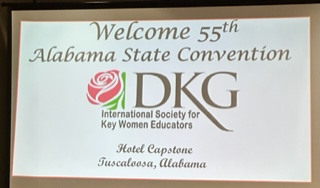 Welcome 55th
Alabama State Convention
DKG
International Society for
Key Women Educators
Hotel Capstone
Tuscaloosa, Alabama